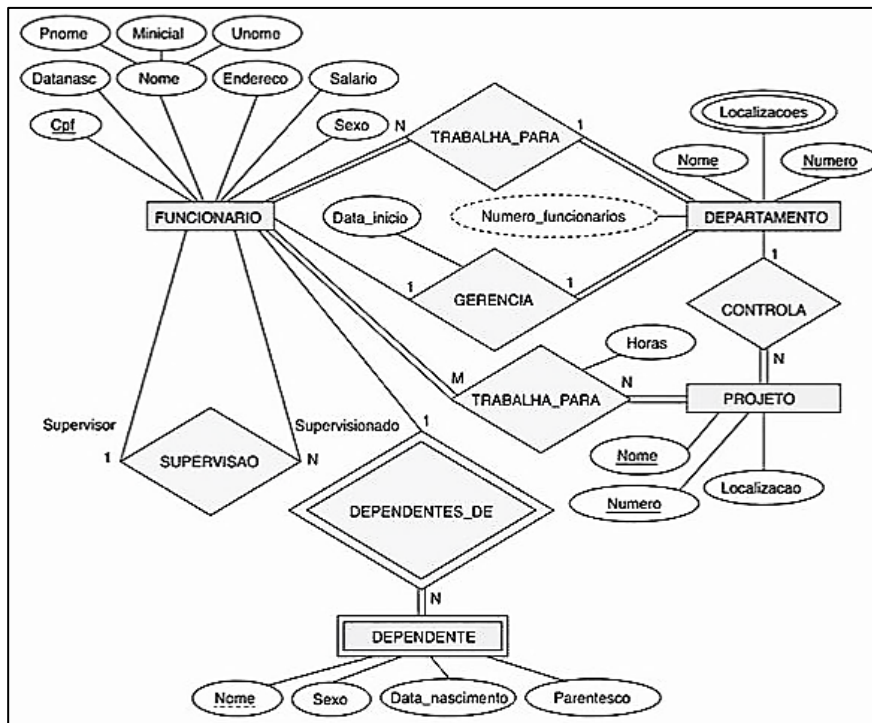 Pnome
Minicial
Unome
Datanasc
Nome
Endereco
Salario
Cpf
Sexo
N
TRABALHA_PARA
1
Localizacoes
Nome
Numero
FUNCIONARIO
Data_inicio
Numero_funcionarios
DEPARTAMENTO
1
GERENCIA
1
1
CONTROLA
N
Horas
M
TRABALHA_PARA
N
PROJETO
Supervisor
Supervisionado
1
1
SUPERVISAO
N
Nome
Numero
Localizacao
DEPENDENTES_DE
N
DEPENDENTE
Nome
Sexo
Data_nascimento
Parentesco